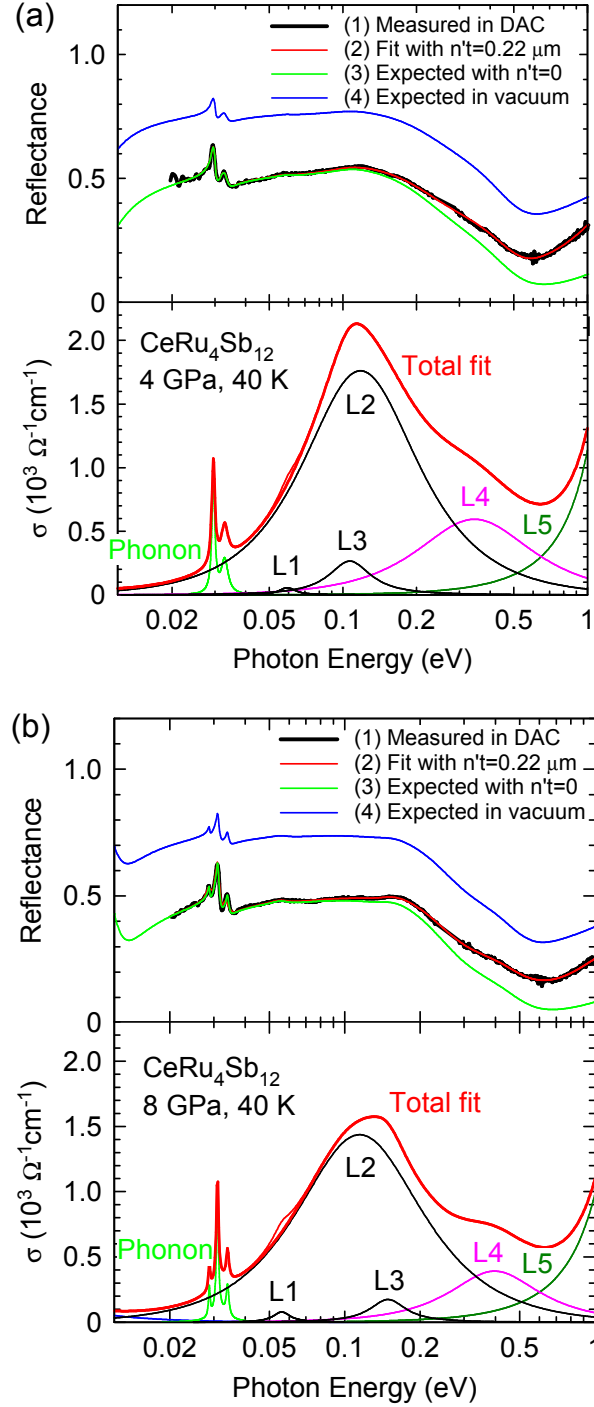 (a)
(1) Measured in DAC
(2) Fit with n't=0.22 μm
(3) Expected with n't=0
(4) Expected in vacuum
1.0
0.5
0
Reflectance
CeRu₄Sb₁₂
4 GPa, 40 K
Total fit
L2
L4
L3
L5
L1
Phonon
2.0
1.5
1.0
0.5
0
σ (10³ Ω⁻¹cm⁻¹)
0.02 0.05 0.1 0.2 0.5 1
Photon Energy (eV)
(b)
(1) Measured in DAC
(2) Fit with n't=0.22 μm
(3) Expected with n't=0
(4) Expected in vacuum
1.0
0.5
0
Reflectance
CeRu₄Sb₁₂
8 GPa, 40 K
Total fit
L2
L4
L5
L3
L1
Phonon
2.0
1.5
1.0
0.5
0
σ (10³ Ω⁻¹cm⁻¹)
0.02 0.05 0.1 0.2 0.5 1
Photon Energy (eV)